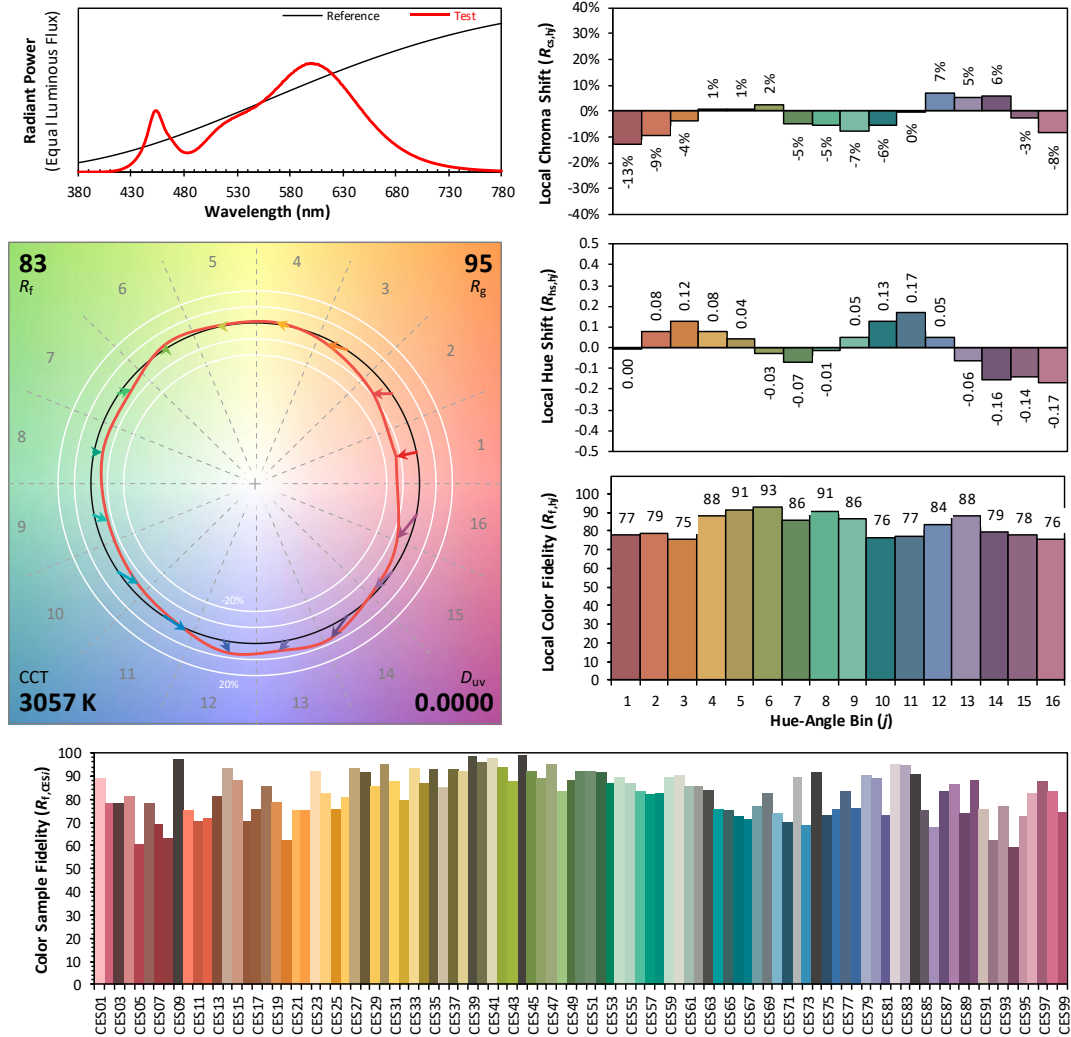 Radiant Power
(Equal Luminous Flux)
Reference
Test
380 430 480 530 580 630 680 730 780
Wavelength (nm)
Local Chroma Shift (Rcs,hj)
40%
30%
20%
10%
0%
-10%
-20%
-30%
-40%
-13% -9% -4% 1% 1% 2% -5% -5% -7% -6% 0% 7% 5% 6% -3% -8%
83
Rf
95
Rg
1 2 3 4 5 6 7 8 9 10 11 12 13 14 15 16
-20%
20%
CCT
3057 K
Duv
0.0000
Local Hue Shift (Rhs,hj)
0.5
0.4
0.3
0.2
0.1
0.0
-0.1
-0.2
-0.3
-0.4
-0.5
0.00 0.08 0.12 0.08 0.04 -0.03 -0.07 -0.01 0.05 0.13 0.17 0.05 -0.06 -0.16 -0.14 -0.17
Local Color Fidelity (Rf,hj)
100
90
80
70
60
50
40
30
20
10
0
77 79 75 88 91 93 86 91 86 76 77 84 88 79 78 76
1 2 3 4 5 6 7 8 9 10 11 12 13 14 15 16
Hue-Angle Bin (j)
Color Sample Fidelity (Rf,CESi)
100
90
80
70
60
50
40
30
20
10
0
CES01 CES03 CES05 CES07 CES09 CES11 CES13 CES15 CES17 CES19 CES21 CES23 CES25 CES27 CES29 CES31 CES33 CES35 CES37 CES39 CES41 CES43 CES45 CES47 CES49 CES51 CES53 CES55 CES57 CES59 CES61 CES63 CES65 CES67 CES69 CES71 CES73 CES75 CES77 CES79 CES81 CES83 CES85 CES87 CES89 CES91 CES93 CES95 CES97 CES99